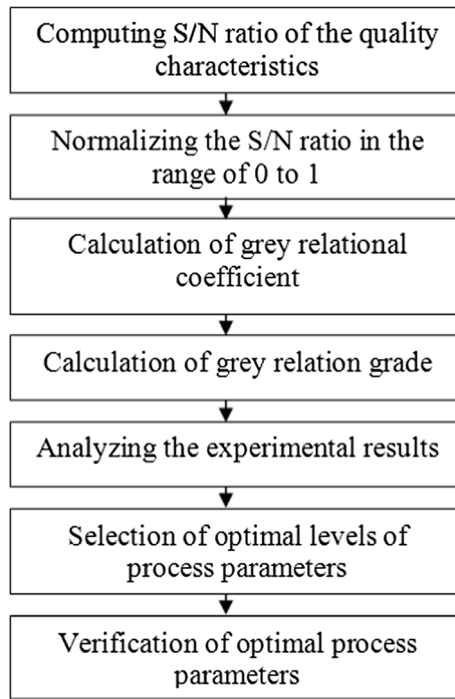 Computing S/N ratio of the quality
characteristics
Normalizing the S/N ratio in the
range of 0 to 1
Calculation of grey relational
coefficient
Calculation of grey relation grade
Analyzing the experimental results
Selection of optimal levels of
process parameters
Verification of optimal process
parameters